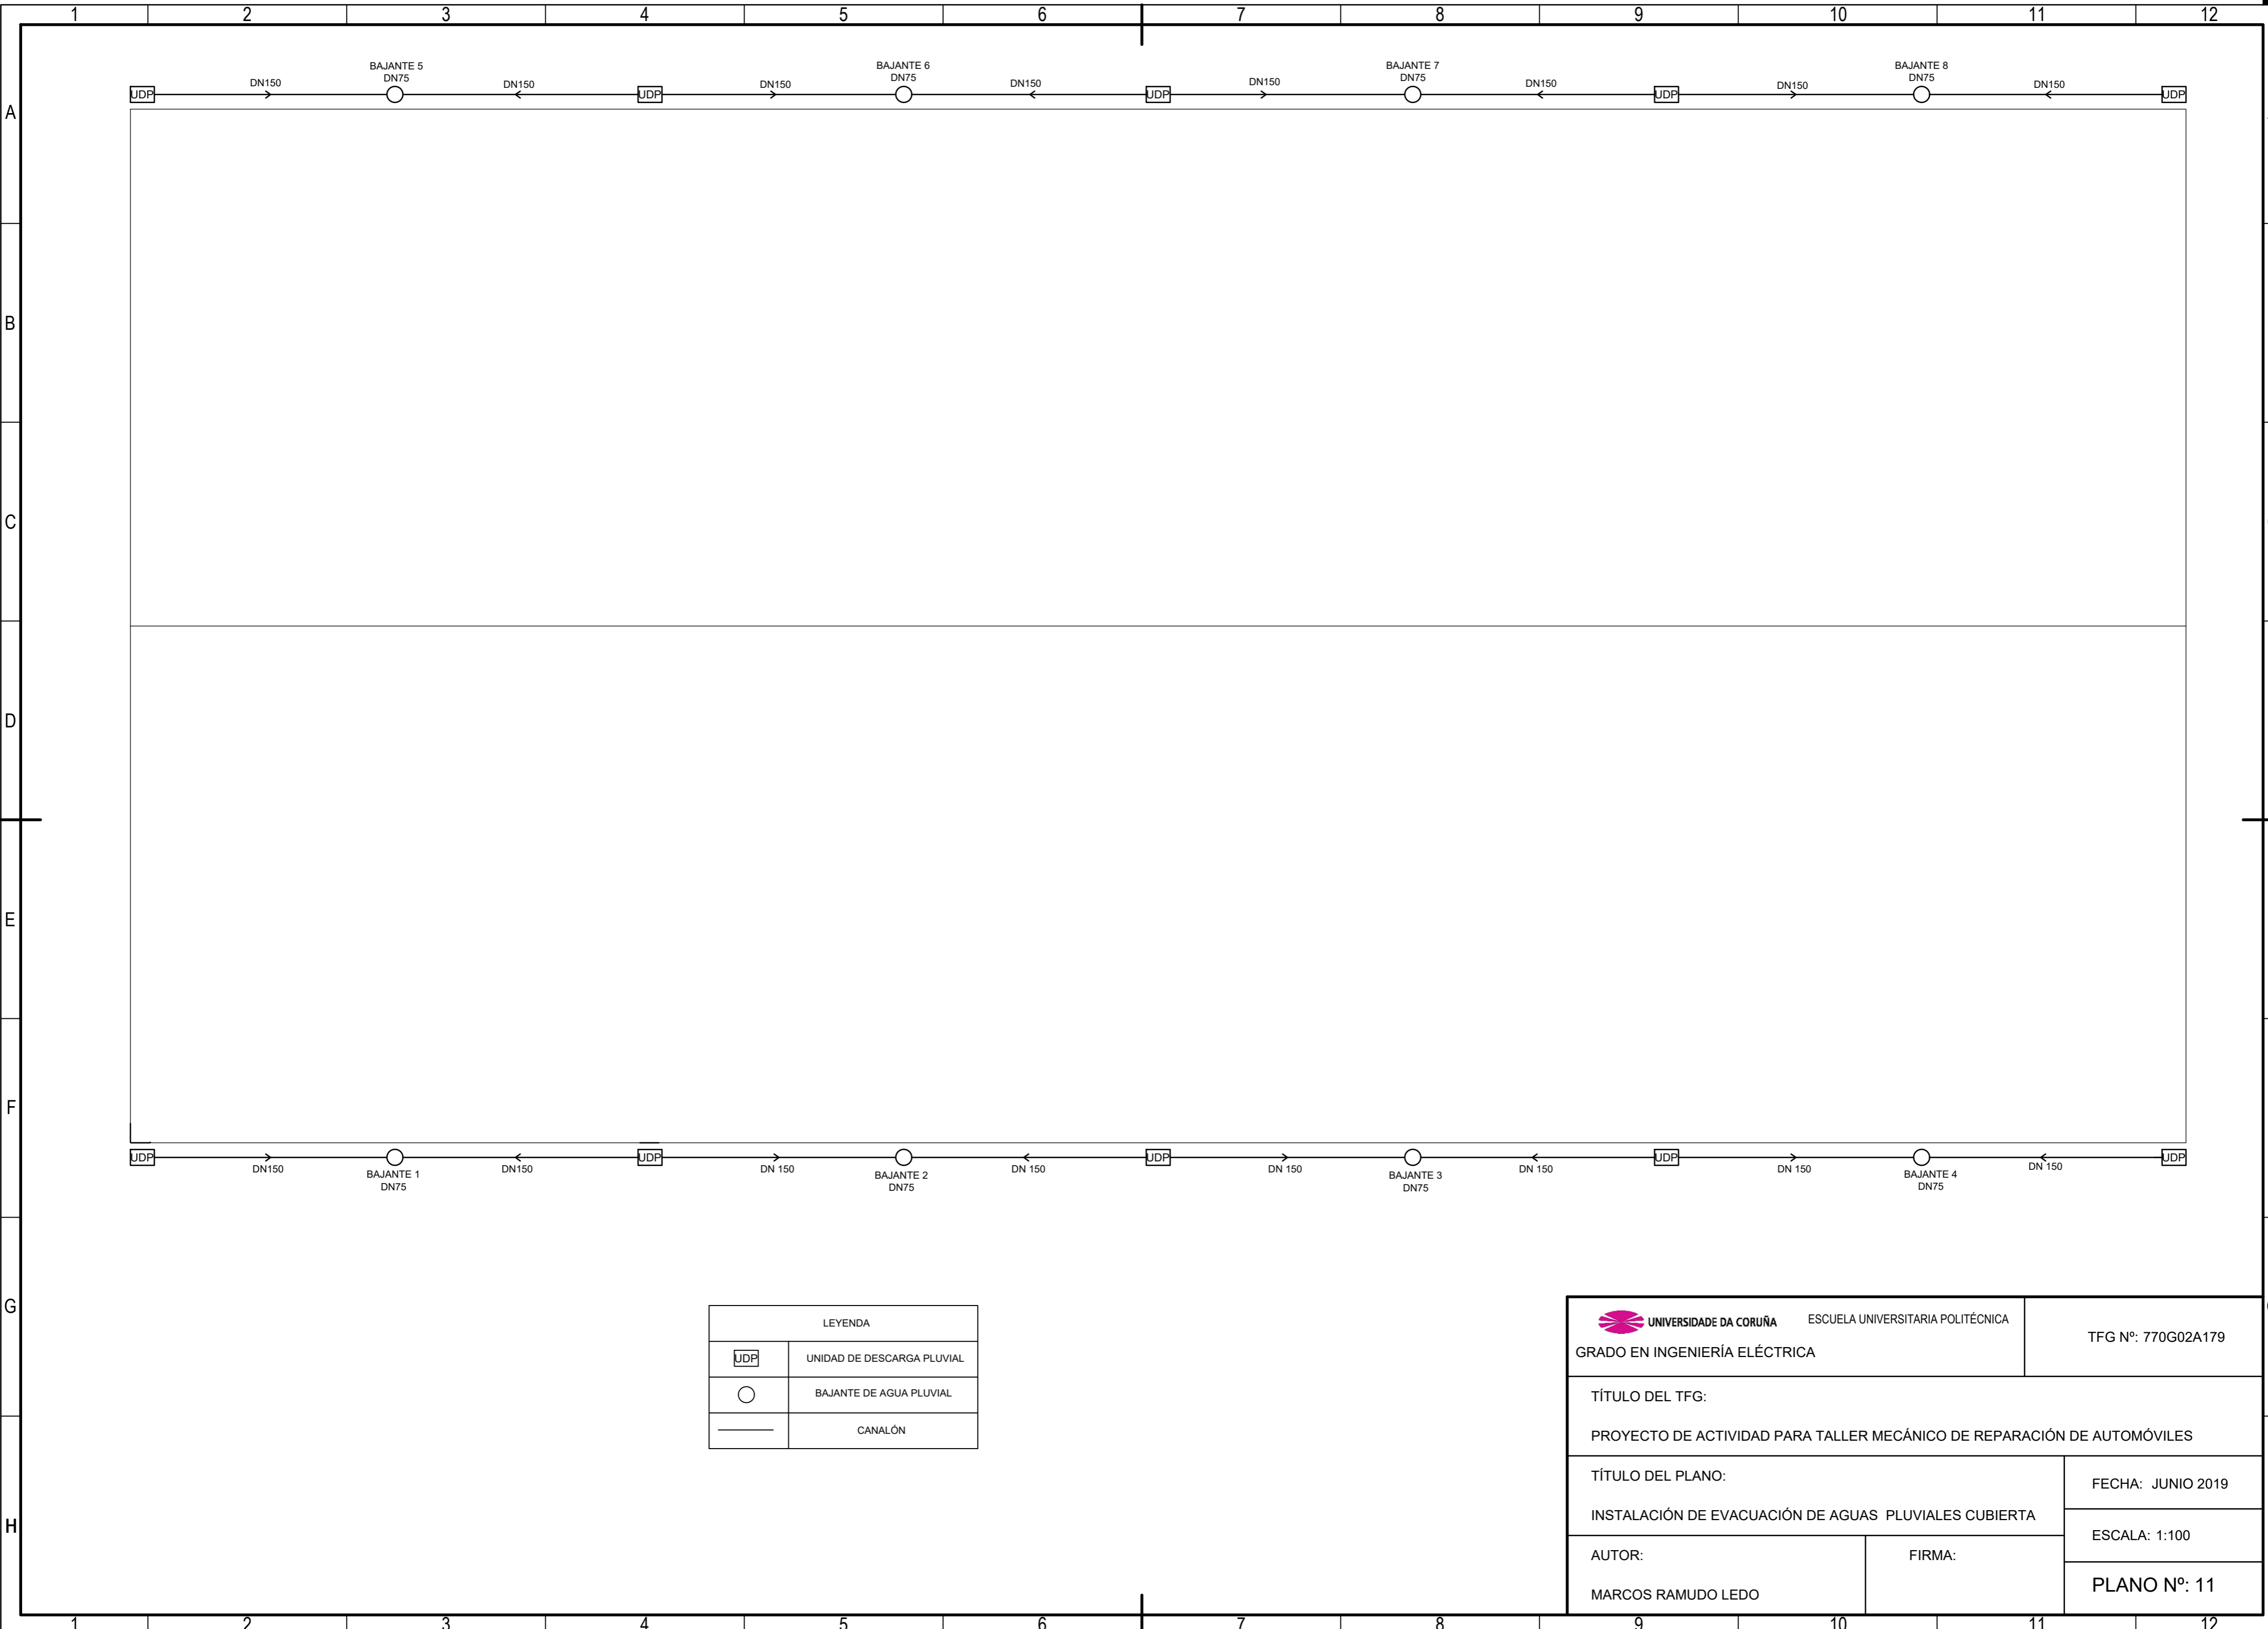 1 2 3 4 5 6 7 8 9 10 11 12
BAJANTE 5 BAJANTE 6 BAJANTE 7 BAJANTE 8
DN75 DN75 DN75 DN75
DN150 DN150 DN150 DN150 DN150 DN150 DN150 DN150
UDP UDP UDP UDP UDP
A
B
C
D
E
F
UDP UDP UDP UDP UDP
DN150 DN150 DN 150 DN 150 DN 150 DN 150 DN 150 DN 150
BAJANTE 1 BAJANTE 2 BAJANTE 3 BAJANTE 4
DN75 DN75 DN75 DN75
G
H
LEYENDA
UDP UNIDAD DE DESCARGA PLUVIAL
BAJANTE DE AGUA PLUVIAL
CANALÓN
UNIVERSIDADE DA CORUÑA ESCUELA UNIVERSITARIA POLITÉCNICA
GRADO EN INGENIERÍA ELÉCTRICA
TFG Nº: 770G02A179
TÍTULO DEL TFG:
PROYECTO DE ACTIVIDAD PARA TALLER MECÁNICO DE REPARACIÓN DE AUTOMÓVILES
TÍTULO DEL PLANO:
INSTALACIÓN DE EVACUACIÓN DE AGUAS PLUVIALES CUBIERTA
FECHA: JUNIO 2019
ESCALA: 1:100
AUTOR:
MARCOS RAMUDO LEDO
FIRMA:
PLANO Nº: 11
1 2 3 4 5 6 7 8 9 10 11 12